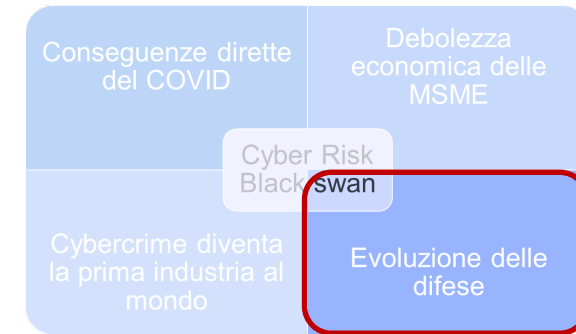 Conseguenze dirette
del COVID
Debolezza
economica delle
MSME
Cyber Risk
Black swan
Cybercrime diventa
la prima industria al
mondo
Evoluzione delle
difese